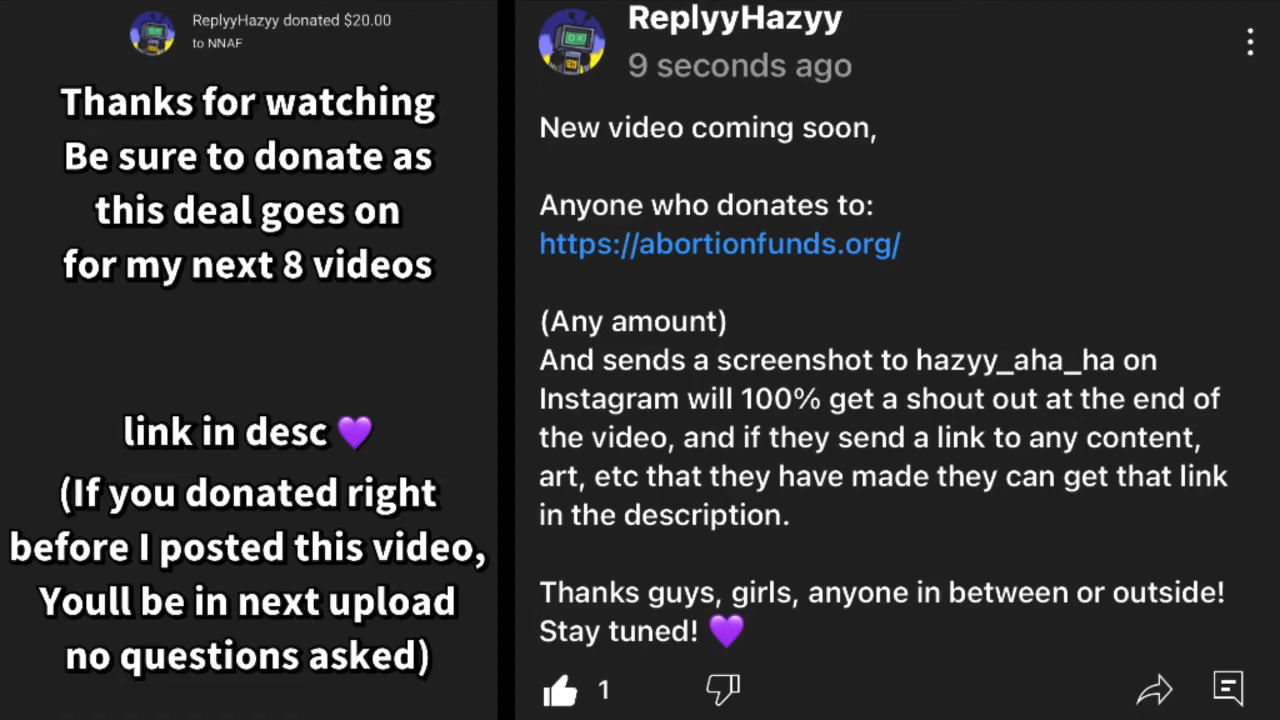 ReplyyHazyy donated $20.00
to NNAF
Thanks for watching
Be sure to donate as
this deal goes on
for my next 8 videos
link in desc 💜
(If you donated right
before I posted this video,
Youll be in next upload
no questions asked)
ReplyyHazyy
9 seconds ago
New video coming soon,
Anyone who donates to:
https://abortionfunds.org/
(Any amount)
And sends a screenshot to hazyy_aha_ha on
Instagram will 100% get a shout out at the end of
the video, and if they send a link to any content,
art, etc that they have made they can get that link
in the description.
Thanks guys, girls, anyone in between or outside!
Stay tuned! 💜
1